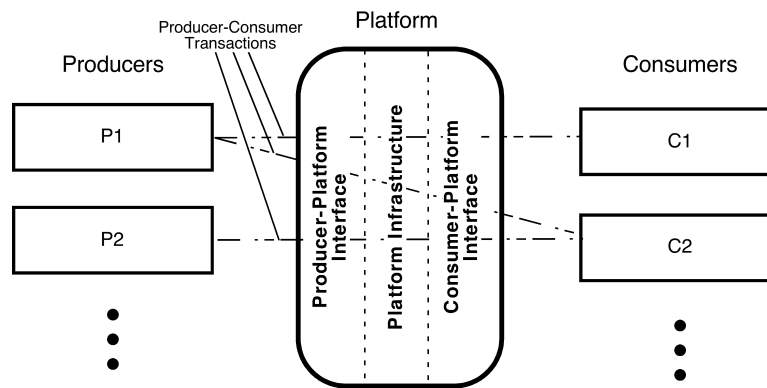 Platform
Producer-Consumer
Transactions
Producers
Consumers
P1
C1
P2
C2
Producer-Platform
Interface
Platform Infrastructure
Consumer-Platform
Interface